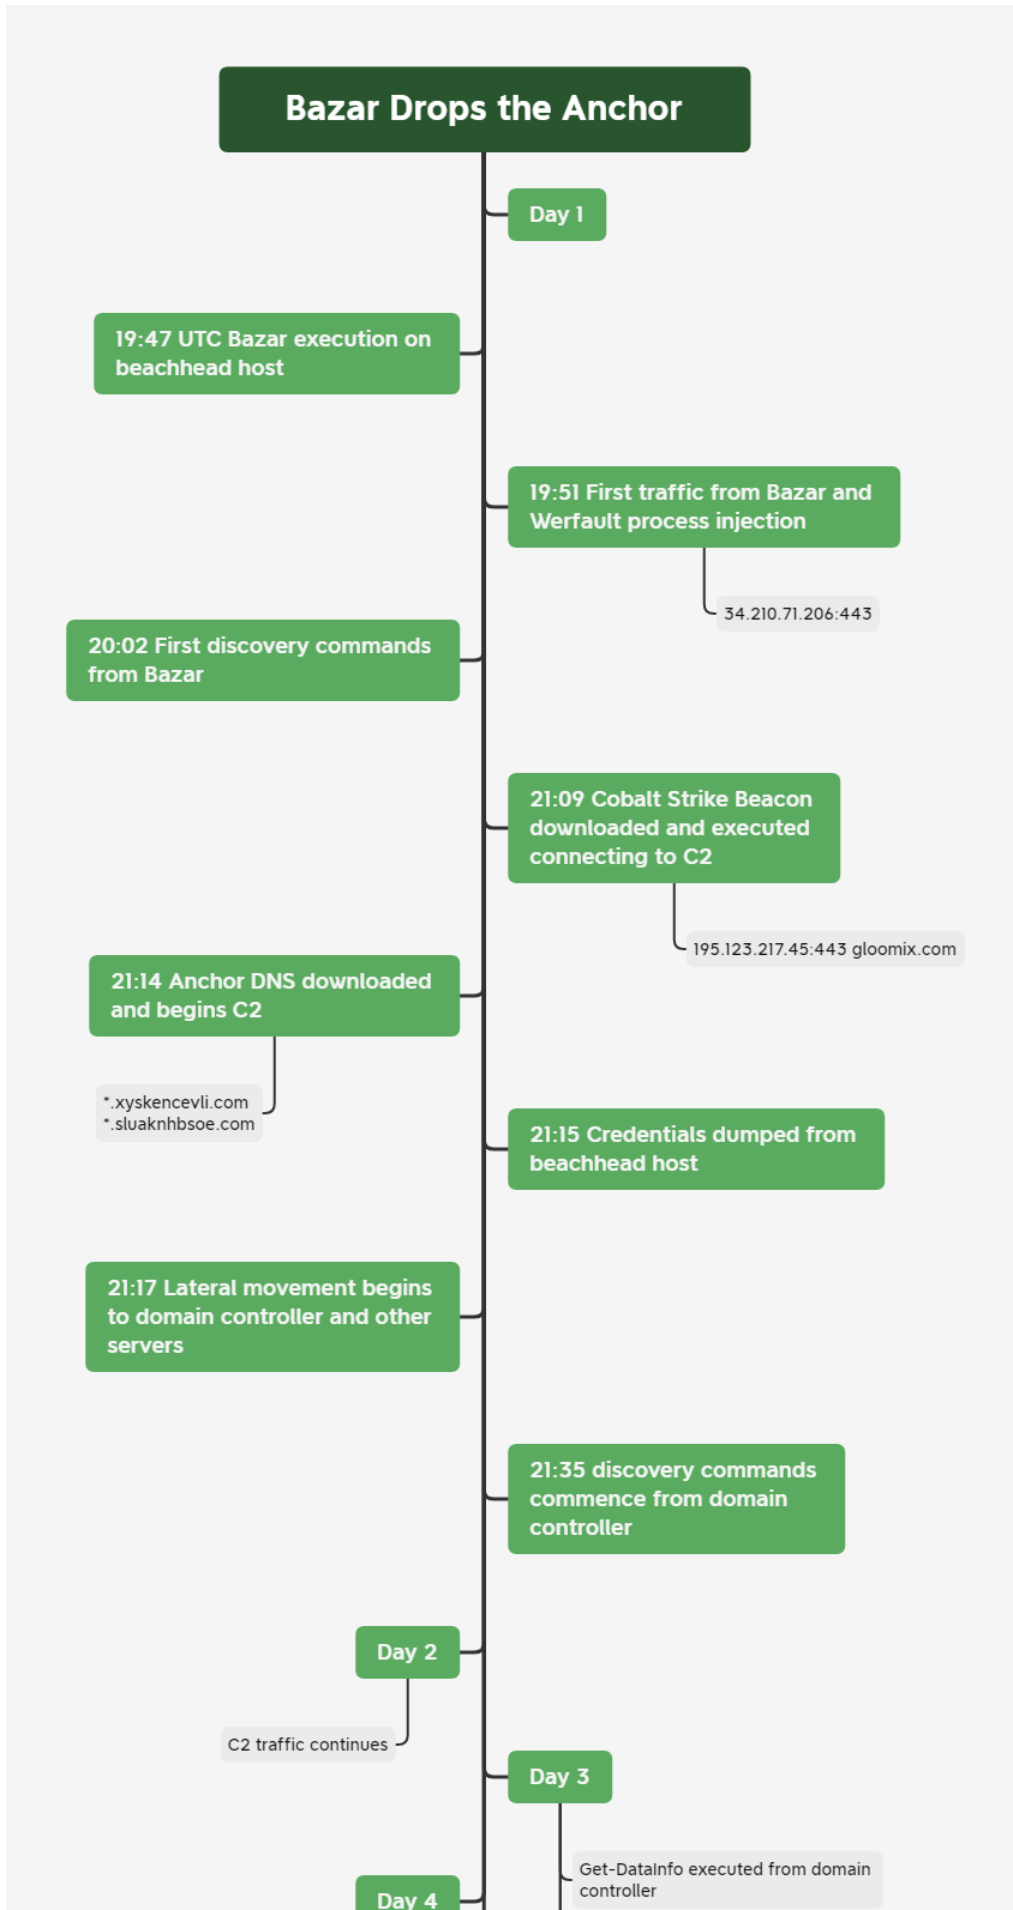 Bazar Drops the Anchor
Day 1
19:47 UTC Bazar execution on
beachhead host
19:51 First traffic from Bazar and
Werfault process injection
34.210.71.206:443
20:02 First discovery commands
from Bazar
21:09 Cobalt Strike Beacon
downloaded and executed
connecting to C2
195.123.217.45:443 gloomix.com
21:14 Anchor DNS downloaded
and begins C2
*.xyskencevli.com
*.sluaknhbsoe.com
21:15 Credentials dumped from
beachhead host
21:17 Lateral movement begins
to domain controller and other
servers
21:35 discovery commands
commence from domain
controller
Day 2
C2 traffic continues
Day 3
Get-DataInfo executed from domain
controller
Day 4